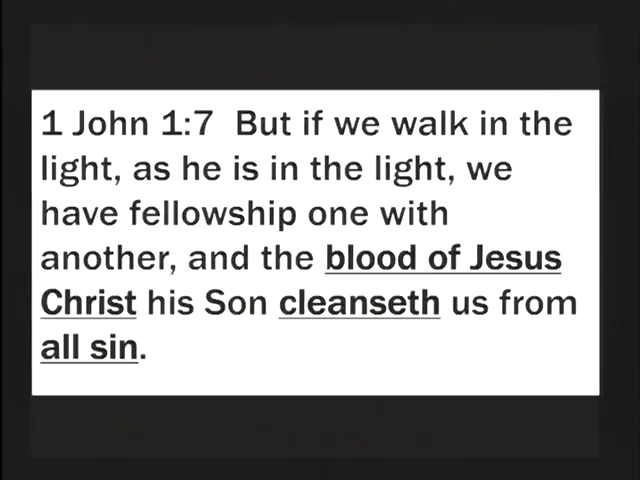 1 John 1:7  But if we walk in the
light, as he is in the light, we
have fellowship one with
another, and the blood of Jesus
Christ his Son cleanseth us from
all sin.